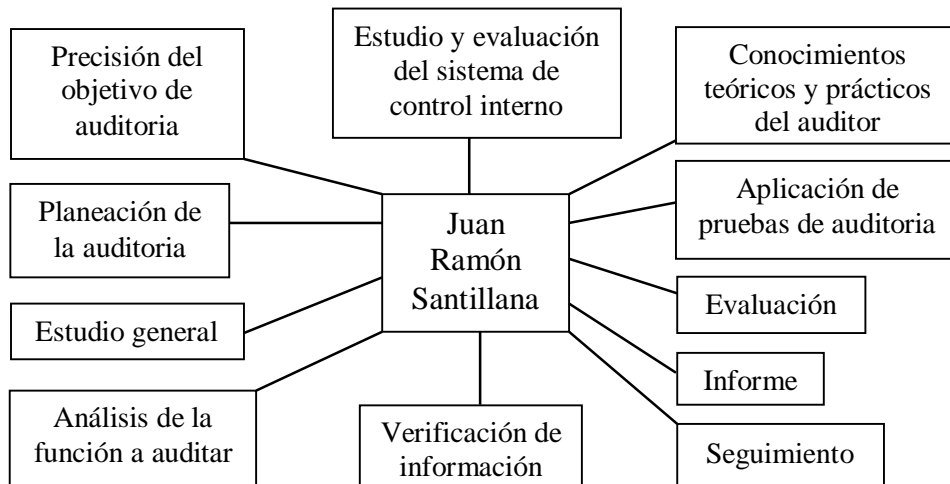 Precisión del
objetivo de
auditoria
Estudio y evaluación
del sistema de
control interno
Conocimientos
teóricos y prácticos
del auditor
Planeación de
la auditoria
Juan
Ramón
Santillana
Aplicación de
pruebas de auditoria
Estudio general
Evaluación
Informe
Análisis de la
función a auditar
Verificación de
información
Seguimiento